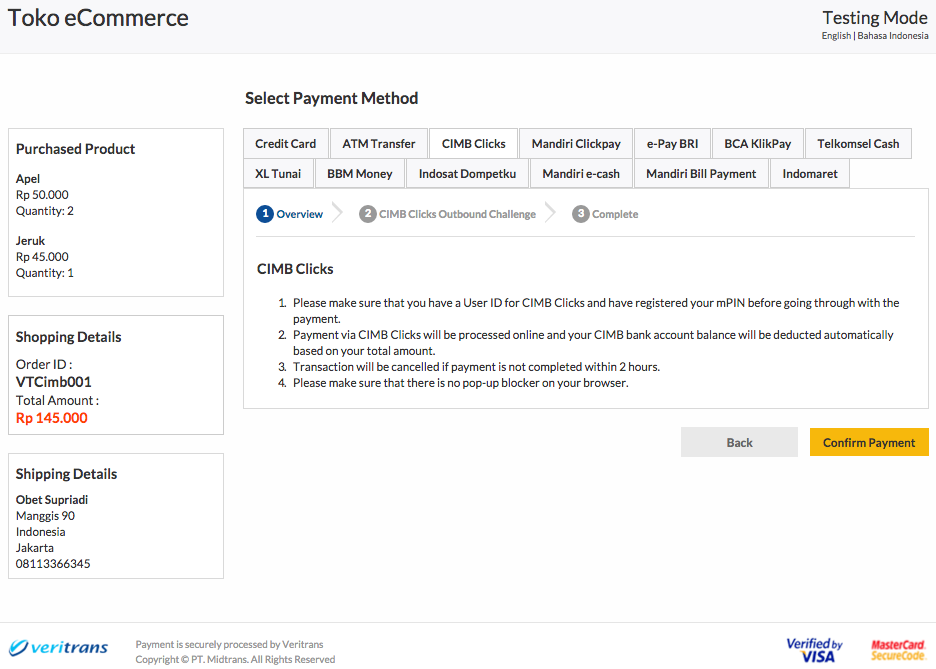 Toko eCommerce
Testing Mode
English | Bahasa Indonesia
Select Payment Method
Purchased Product
Apel
Rp 50.000
Quantity: 2
Jeruk
Rp 45.000
Quantity: 1
Shopping Details
Order ID :
VTCimb001
Total Amount :
Rp 145.000
Shipping Details
Obet Supriadi
Manggis 90
Indonesia
Jakarta
08113366345
Credit Card ATM Transfer CIMB Clicks Mandiri Clickpay e-Pay BRI BCA KlikPay Telkomsel Cash
XL Tunai BBM Money Indosat Dompetku Mandiri e-cash Mandiri Bill Payment Indomaret
1 Overview 2 CIMB Clicks Outbound Challenge 3 Complete
CIMB Clicks
1. Please make sure that you have a User ID for CIMB Clicks and have registered your mPIN before going through with the
payment.
2. Payment via CIMB Clicks will be processed online and your CIMB bank account balance will be deducted automatically
based on your total amount.
3. Transaction will be cancelled if payment is not completed within 2 hours.
4. Please make sure that there is no pop-up blocker on your browser.
Back Confirm Payment
veritrans
Payment is securely processed by Veritrans
Copyright © PT. Midtrans. All Rights Reserved
Verified by
VISA
MasterCard.
SecureCode.